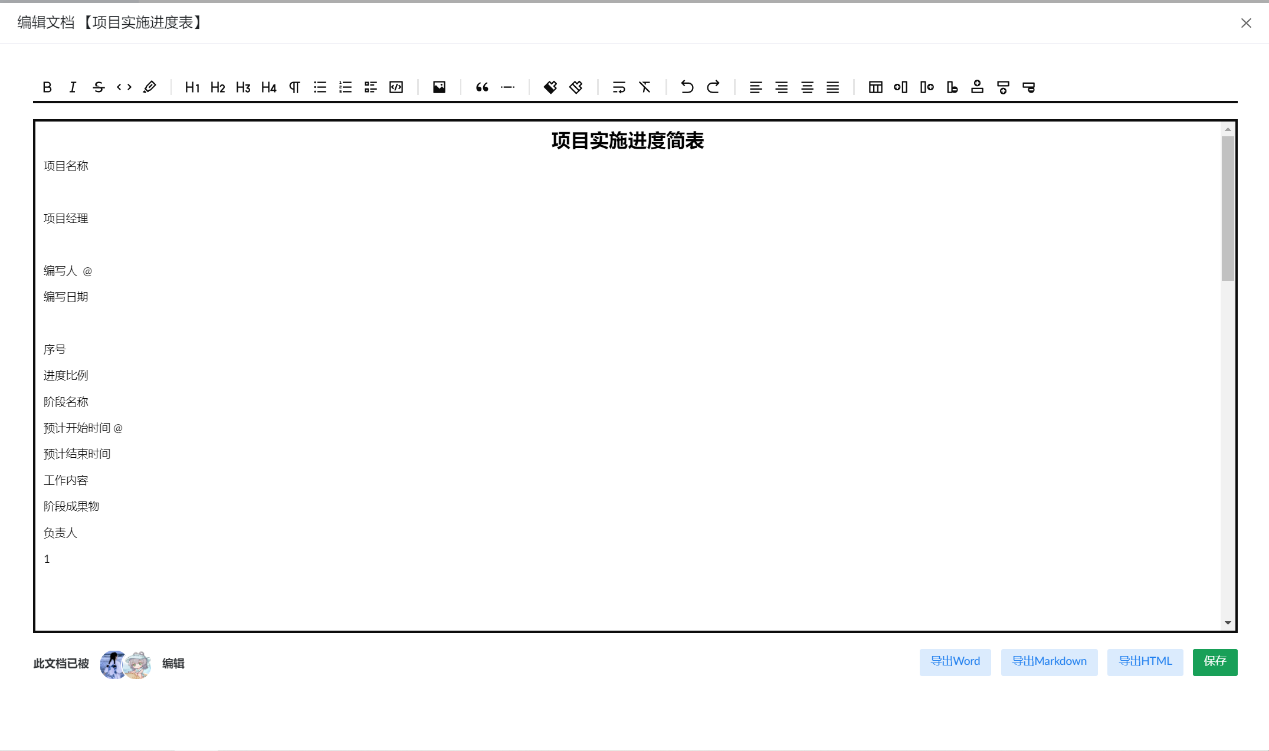 编辑文档 【项目实施进度表】
B I S H1 H2 H3 H4
项目实施进度简表
项目名称
项目经理
编写人 @
编写日期
序号
进度比例
阶段名称
预计开始时间 @
预计结束时间
工作内容
阶段成果物
负责人
1
此文档已被 编辑 导出Word 导出Markdown 导出HTML 保存